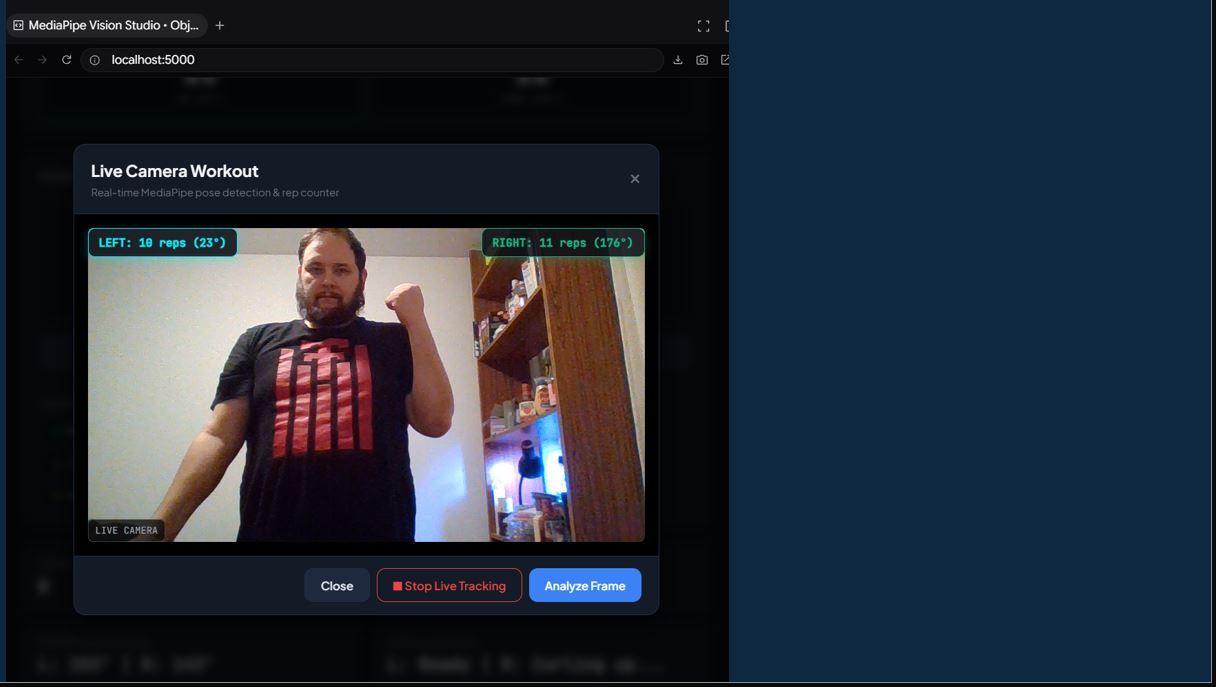 MediaPipe Vision Studio • Obj...
localhost:5000
Live Camera Workout
Real-time MediaPipe pose detection & rep counter
LEFT: 10 reps (23°)
RIGHT: 11 reps (176°)
LIVE CAMERA
Close
Stop Live Tracking
Analyze Frame